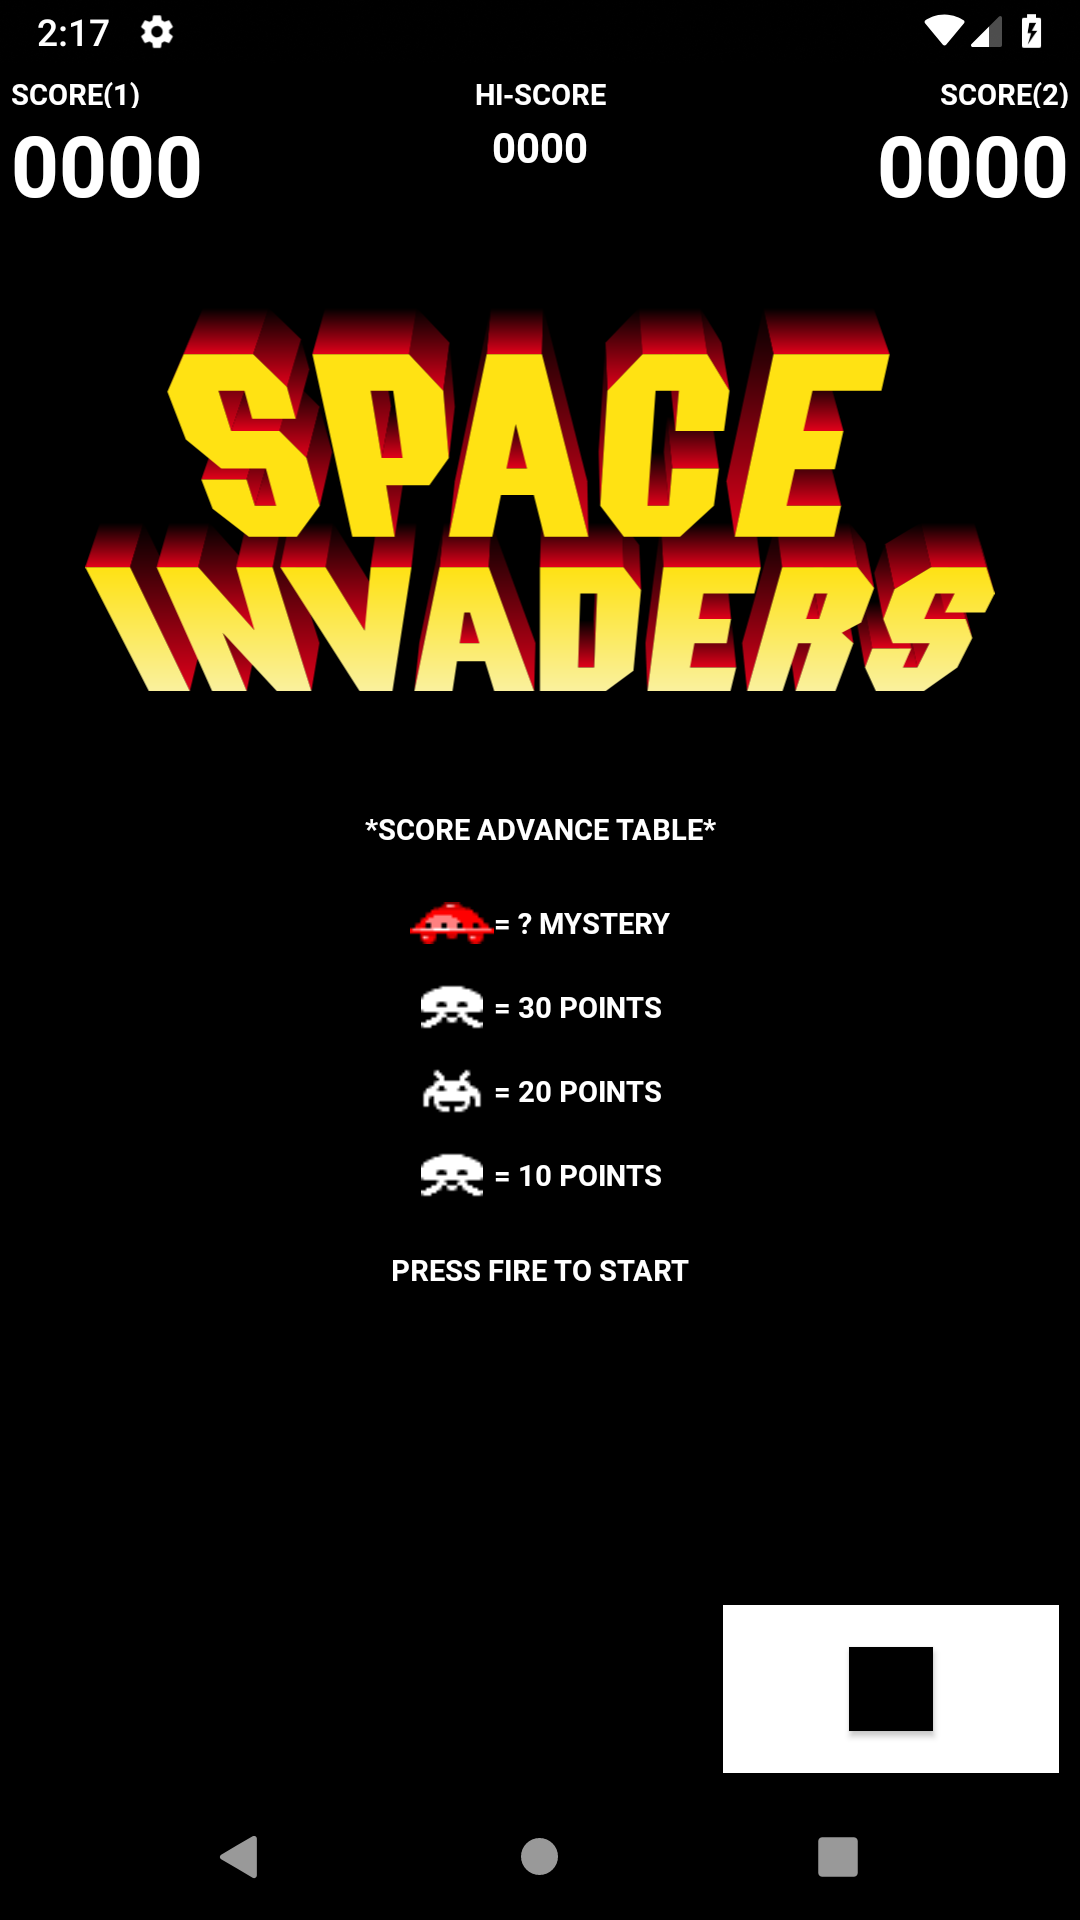 2:17
SCORE(1) HI-SCORE SCORE(2)
0000 0000 0000
SPACE
INVADERS
*SCORE ADVANCE TABLE*
= ? MYSTERY
= 30 POINTS
= 20 POINTS
= 10 POINTS
PRESS FIRE TO START